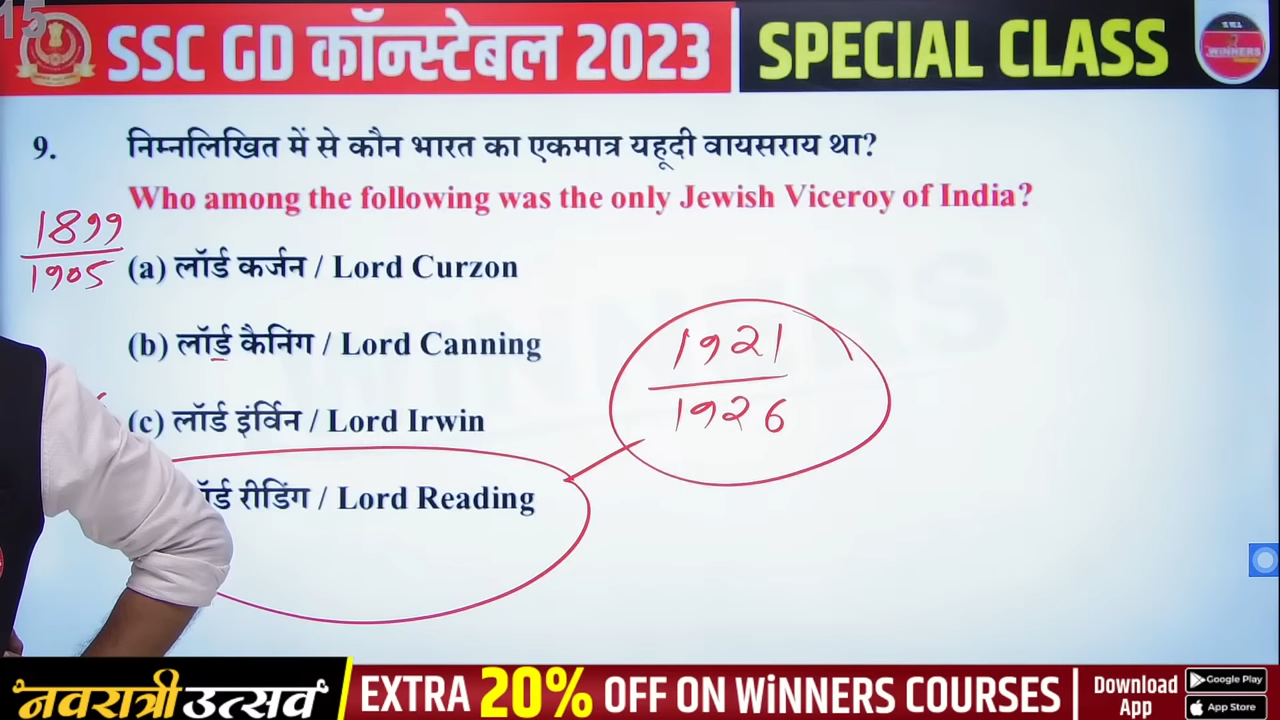 15
SSC GD कॉन्स्टेबल 2023
SPECIAL CLASS
WiNNERS
9. निम्नलिखित में से कौन भारत का एकमात्र यहूदी वायसराय था?
Who among the following was the only Jewish Viceroy of India?
1899
1905
(a) लॉर्ड कर्जन / Lord Curzon
(b) लॉर्ड कैनिंग / Lord Canning
1921
1926
(c) लॉर्ड इंर्विन / Lord Irwin
लॉर्ड रीडिंग / Lord Reading
नवरात्री उत्सव
EXTRA 20% OFF ON WiNNERS COURSES
Download
App
Google Play
App Store